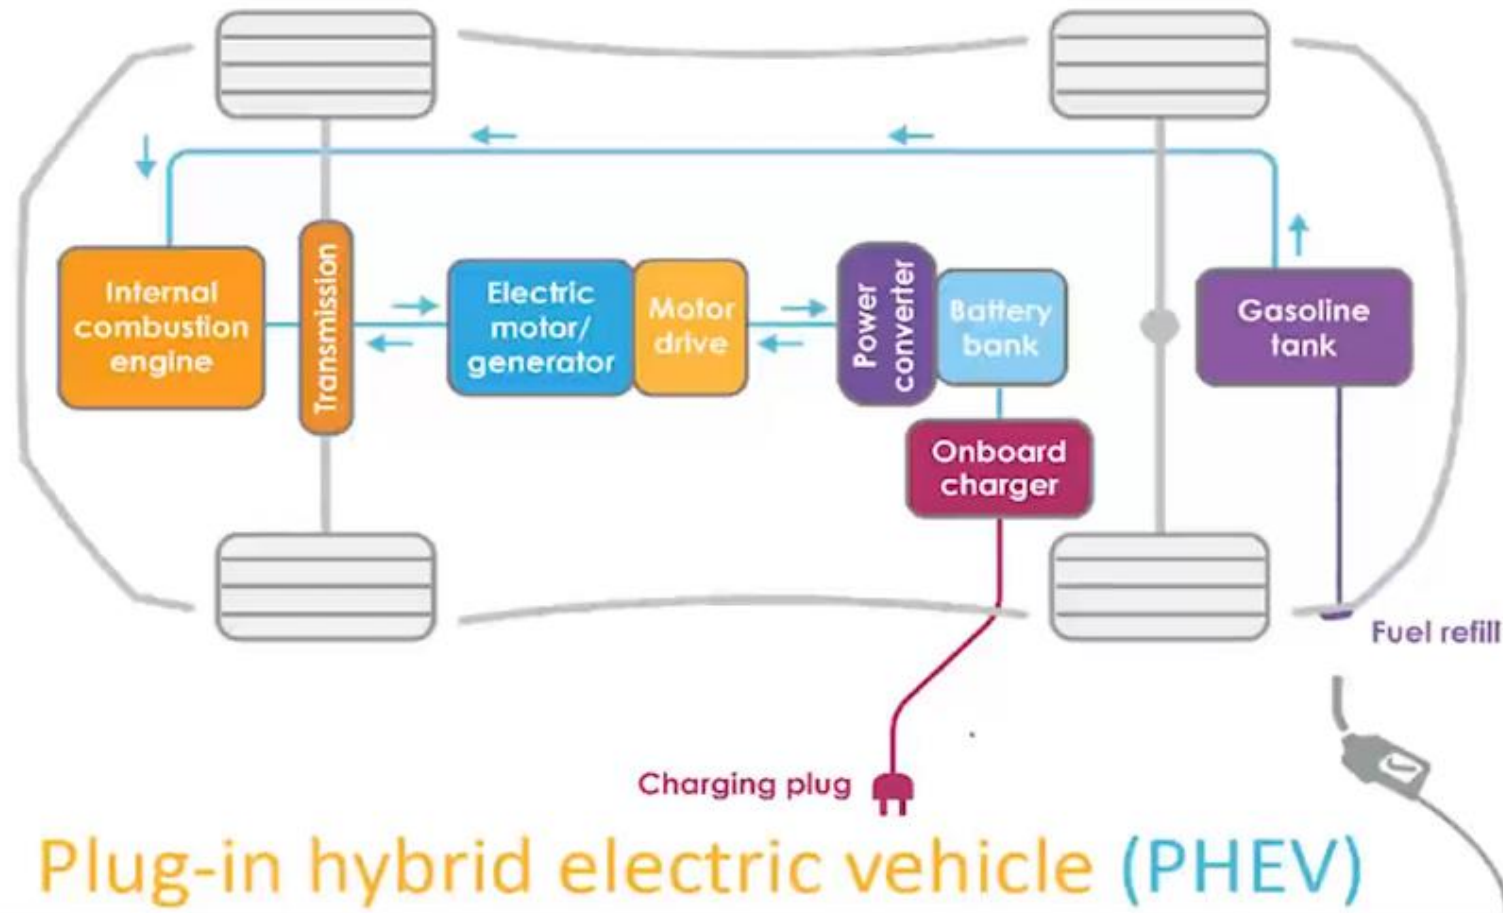 Internal
combustion
engine
Transmission
Electric
motor/
generator
Motor
drive
Power
converter
Battery
bank
Gasoline
tank
Onboard
charger
Fuel refill
Charging plug
Plug-in hybrid electric vehicle (PHEV)